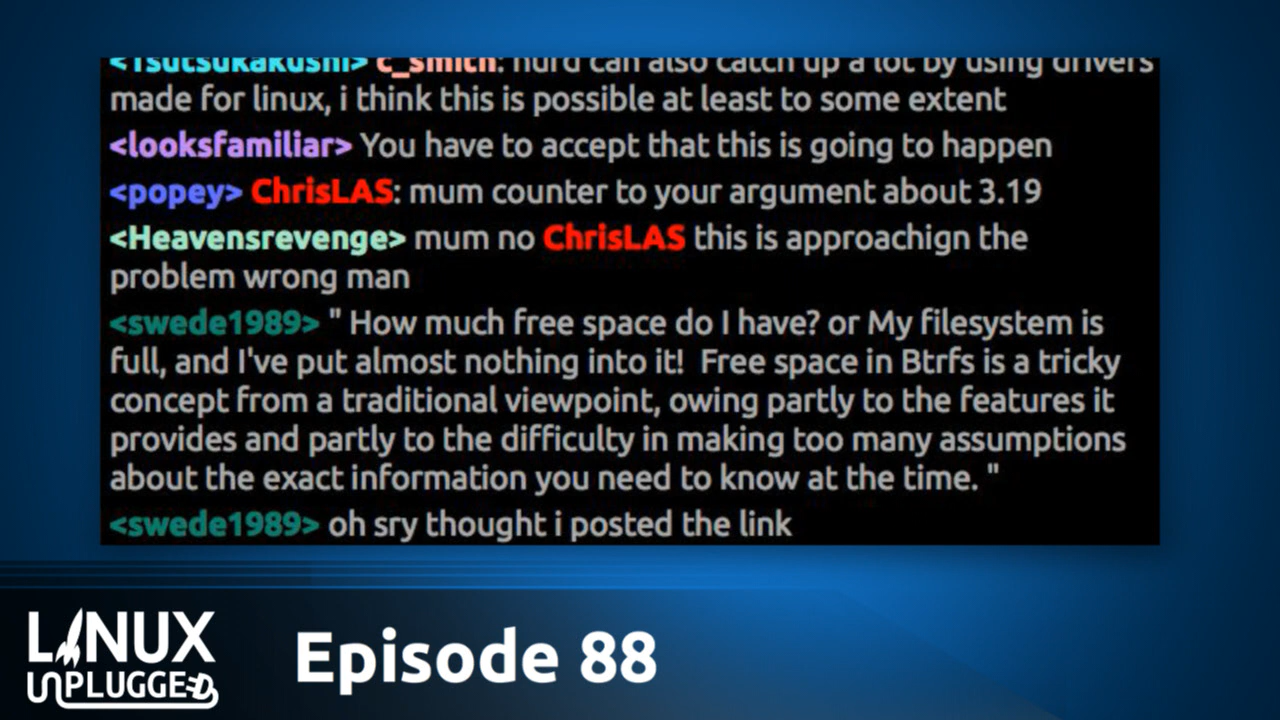 <Tsutsukakushi> c_smith: hurd can also catch up a lot by using drivers
made for linux, i think this is possible at least to some extent
<looksfamiliar> You have to accept that this is going to happen
<popey> ChrisLAS: mum counter to your argument about 3.19
<Heavensrevenge> mum no ChrisLAS this is approachign the
problem wrong man
<swede1989> " How much free space do I have? or My filesystem is
full, and I've put almost nothing into it!  Free space in Btrfs is a tricky
concept from a traditional viewpoint, owing partly to the features it
provides and partly to the difficulty in making too many assumptions
about the exact information you need to know at the time. "
<swede1989> oh sry thought i posted the link
LINUX
UNPLUGGED
Episode 88